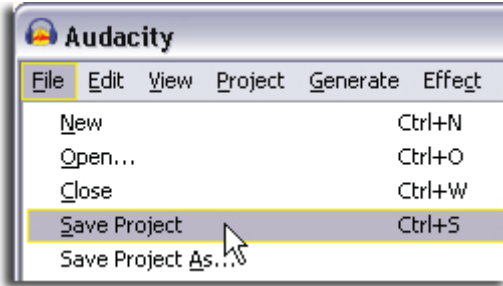 Audacity
File Edit View Project Generate Effect
New Ctrl+N
Open... Ctrl+O
Close Ctrl+W
Save Project Ctrl+S
Save Project As...